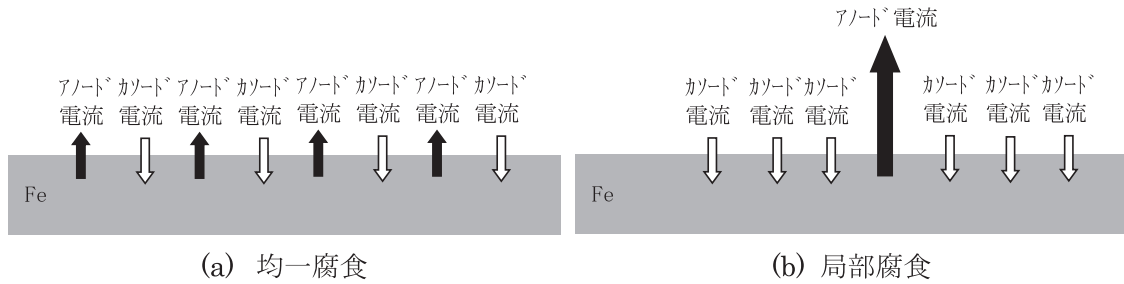 アノード電流
ｱﾉｰﾄﾞ ｶｿｰﾄﾞ ｱﾉｰﾄﾞ ｶｿｰﾄﾞ ｱﾉｰﾄﾞ ｶｿｰﾄﾞ ｱﾉｰﾄﾞ ｶｿｰﾄﾞ
電流 電流 電流 電流 電流 電流 電流 電流
ｶｿｰﾄﾞ ｶｿｰﾄﾞ ｶｿｰﾄﾞ ｶｿｰﾄﾞ ｶｿｰﾄﾞ ｶｿｰﾄﾞ
電流 電流 電流 電流 電流 電流
Fe
Fe
(a) 均一腐食
(b) 局部腐食